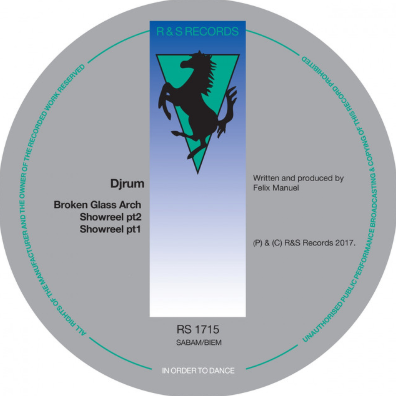 R & S RECORDS
ALL RIGHTS OF THE MANUFACTURER AND THE OWNER OF THE RECORDED WORK RESERVED
UNAUTHORISED PUBLIC PERFORMANCE BROADCASTING & COPYING OF THIS RECORD PROHIBITED
Djrum
Broken Glass Arch
Showreel pt2
Showreel pt1
Written and produced by
Felix Manuel
(P) & (C) R&S Records 2017.
RS 1715
SABAM/BIEM
IN ORDER TO DANCE